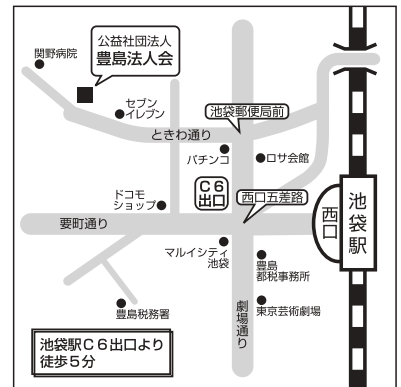 公益社団法人
豊島法人会
関野病院
セブン
イレブン
池袋郵便局前
ときわ通り
パチンコ
ロサ会館
C6
出口
西口五差路
ドコモ
ショップ
要町通り
池袋駅
西口
マルイシティ
池袋
豊島
都税事務所
豊島税務署
東京芸術劇場
劇場通り
池袋駅C6出口より
徒歩5分